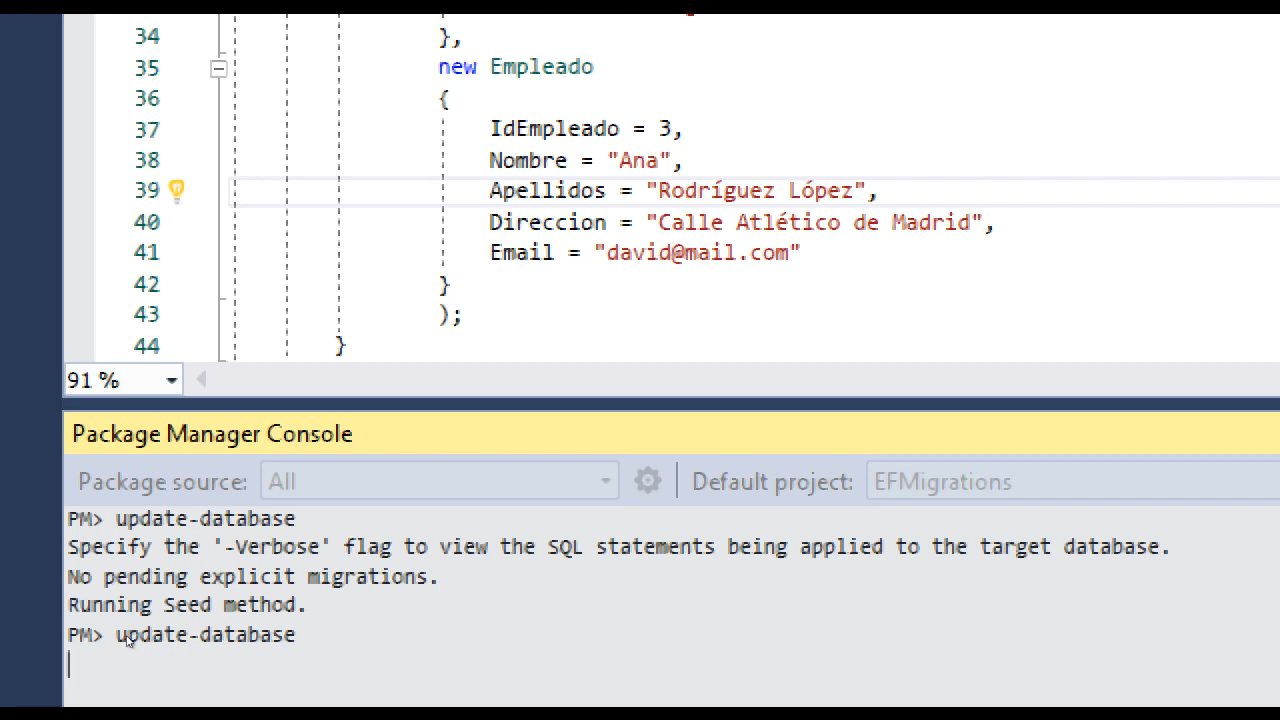 34 },
35 new Empleado
36 {
37 IdEmpleado = 3,
38 Nombre = "Ana",
39 Apellidos = "Rodríguez López",
40 Direccion = "Calle Atlético de Madrid",
41 Email = "david@mail.com"
42 }
43 );
44 }
91 %
Package Manager Console
Package source: All Default project: EFMigrations
PM> update-database
Specify the '-Verbose' flag to view the SQL statements being applied to the target database.
No pending explicit migrations.
Running Seed method.
PM> update-database